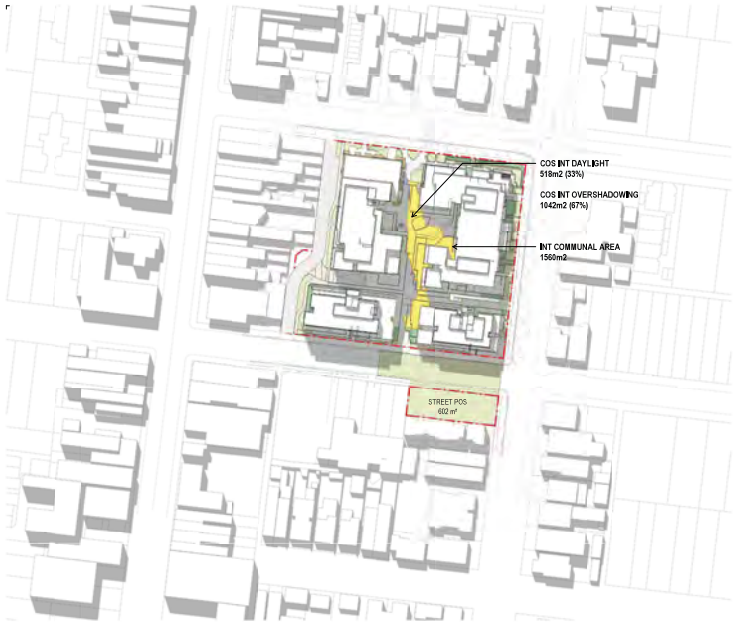 COS INT DAYLIGHT
518m2 (33%)
COS INT OVERSHADOWING
1042m2 (67%)
INT COMMUNAL AREA
1560m2
STREET POS
602 m²